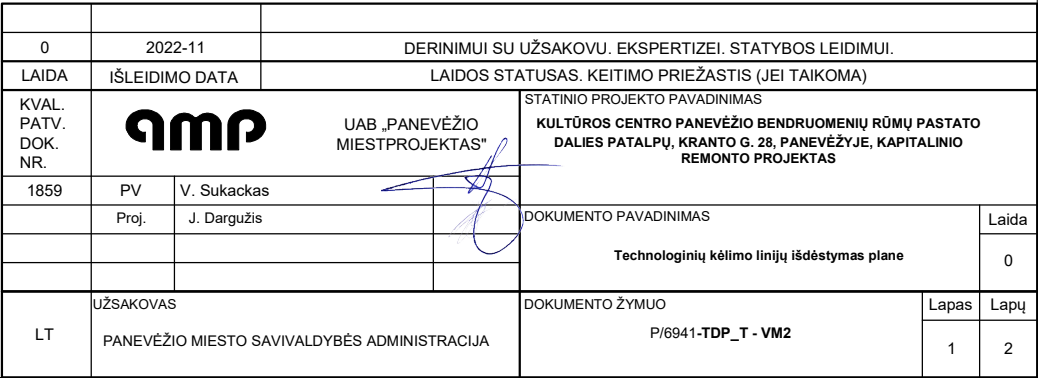 0 2022-11 DERINIMUI SU UŽSAKOVU. EKSPERTIZEI. STATYBOS LEIDIMUI.
LAIDA IŠLEIDIMO DATA LAIDOS STATUSAS. KEITIMO PRIEŽASTIS (JEI TAIKOMA)
KVAL.
PATV.
DOK.
NR.
amp
UAB „PANEVĖŽIO
MIESTPROJEKTAS"
STATINIO PROJEKTO PAVADINIMAS
KULTŪROS CENTRO PANEVĖŽIO BENDRUOMENIŲ RŪMŲ PASTATO
DALIES PATALPŲ, KRANTO G. 28, PANEVĖŽYJE, KAPITALINIO
REMONTO PROJEKTAS
1859 PV V. Sukackas
Proj. J. Dargužis
DOKUMENTO PAVADINIMAS
Laida
Technologinių kėlimo linijų išdėstymas plane
0
LT
UŽSAKOVAS
PANEVĖŽIO MIESTO SAVIVALDYBĖS ADMINISTRACIJA
DOKUMENTO ŽYMUO
P/6941-TDP_T - VM2
Lapas Lapų
1 2